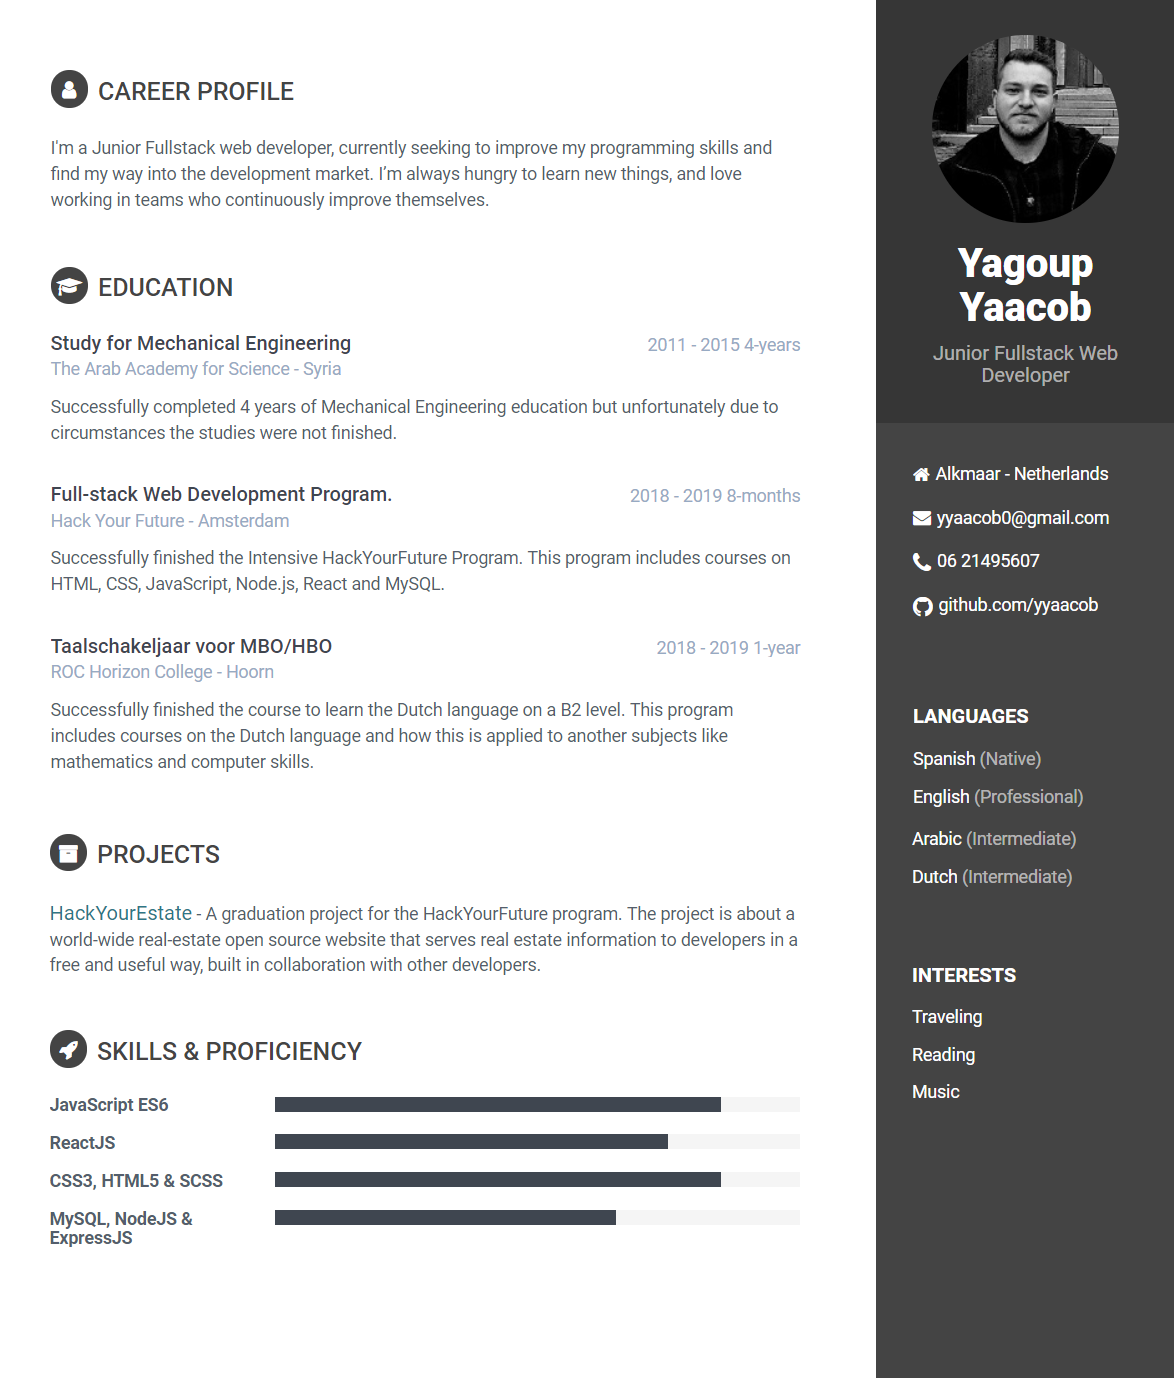 CAREER PROFILE
I'm a Junior Fullstack web developer, currently seeking to improve my programming skills and
find my way into the development market. I’m always hungry to learn new things, and love
working in teams who continuously improve themselves.
EDUCATION
Study for Mechanical Engineering
2011 - 2015 4-years
The Arab Academy for Science - Syria
Successfully completed 4 years of Mechanical Engineering education but unfortunately due to
circumstances the studies were not finished.
Full-stack Web Development Program.
2018 - 2019 8-months
Hack Your Future - Amsterdam
Successfully finished the Intensive HackYourFuture Program. This program includes courses on
HTML, CSS, JavaScript, Node.js, React and MySQL.
Taalschakeljaar voor MBO/HBO
2018 - 2019 1-year
ROC Horizon College - Hoorn
Successfully finished the course to learn the Dutch language on a B2 level. This program
includes courses on the Dutch language and how this is applied to another subjects like
mathematics and computer skills.
PROJECTS
HackYourEstate - A graduation project for the HackYourFuture program. The project is about a
world-wide real-estate open source website that serves real estate information to developers in a
free and useful way, built in collaboration with other developers.
SKILLS & PROFICIENCY
JavaScript ES6
ReactJS
CSS3, HTML5 & SCSS
MySQL, NodeJS &
ExpressJS
Yagoup
Yaacob
Junior Fullstack Web
Developer
Alkmaar - Netherlands
yyaacob0@gmail.com
06 21495607
github.com/yyaacob
LANGUAGES
Spanish (Native)
English (Professional)
Arabic (Intermediate)
Dutch (Intermediate)
INTERESTS
Traveling
Reading
Music